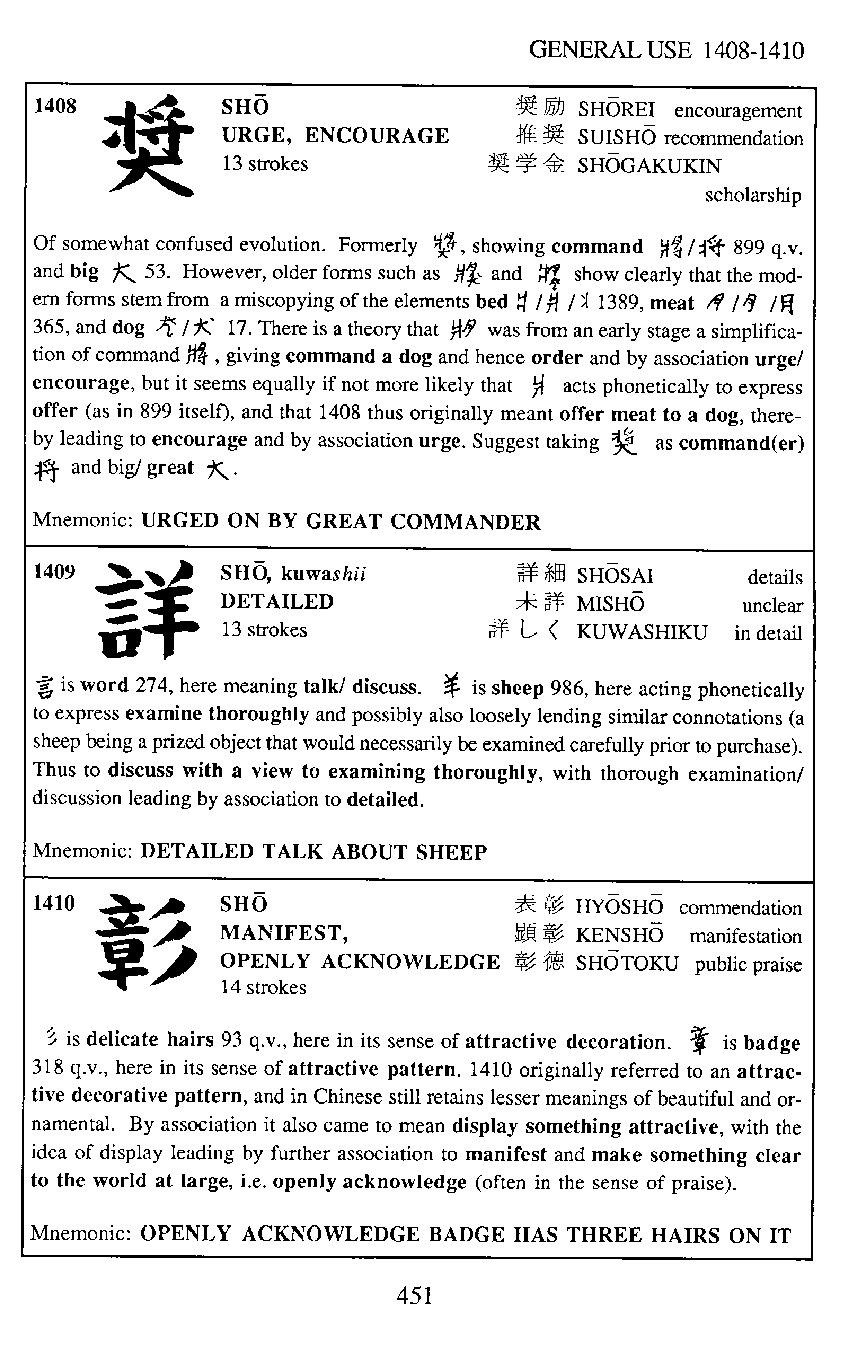 GENERAL USE 1408-1410
1408 奨 SHŌ 奨励 SHŌREI encouragement
URGE, ENCOURAGE 推奨 SUISHŌ recommendation
13 strokes 奨学金 SHŌGAKUKIN
scholarship
Of somewhat confused evolution. Formerly , showing command / 将 899 q.v.
and big 大 53. However, older forms such as and show clearly that the mod-
ern forms stem from a miscopying of the elements bed / / 1389, meat / / 月
365, and dog / 犬 17. There is a theory that was from an early stage a simplifica-
tion of command , giving command a dog and hence order and by association urge/
encourage, but it seems equally if not more likely that 爿 acts phonetically to express
offer (as in 899 itself), and that 1408 thus originally meant offer meat to a dog, there-
by leading to encourage and by association urge. Suggest taking 奨 as command(er)
将 and big/ great 大.
Mnemonic: URGED ON BY GREAT COMMANDER
1409 詳 SHŌ, kuwashii 詳細 SHŌSAI details
DETAILED 未詳 MISHŌ unclear
13 strokes 詳しく KUWASHIKU in detail
言 is word 274, here meaning talk/ discuss. 羊 is sheep 986, here acting phonetically
to express examine thoroughly and possibly also loosely lending similar connotations (a
sheep being a prized object that would necessarily be examined carefully prior to purchase).
Thus to discuss with a view to examining thoroughly, with thorough examination/
discussion leading by association to detailed.
Mnemonic: DETAILED TALK ABOUT SHEEP
1410 彰 SHŌ 表彰 HYŌSHŌ commendation
MANIFEST, 顕彰 KENSHŌ manifestation
OPENLY ACKNOWLEDGE 彰徳 SHŌTOKU public praise
14 strokes
彡 is delicate hairs 93 q.v., here in its sense of attractive decoration. 章 is badge
318 q.v., here in its sense of attractive pattern. 1410 originally referred to an attrac-
tive decorative pattern, and in Chinese still retains lesser meanings of beautiful and or-
namental. By association it also came to mean display something attractive, with the
idea of display leading by further association to manifest and make something clear
to the world at large, i.e. openly acknowledge (often in the sense of praise).
Mnemonic: OPENLY ACKNOWLEDGE BADGE HAS THREE HAIRS ON IT
451